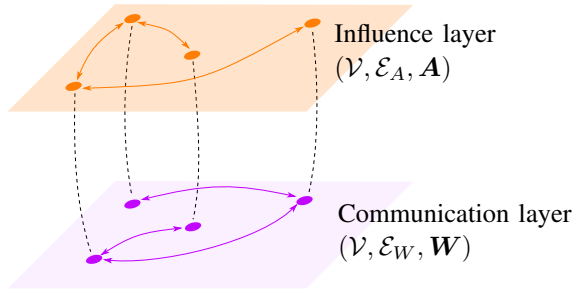 Influence layer
(𝒱, ℰ_A, 𝑨)
Communication layer
(𝒱, ℰ_W, 𝑾)